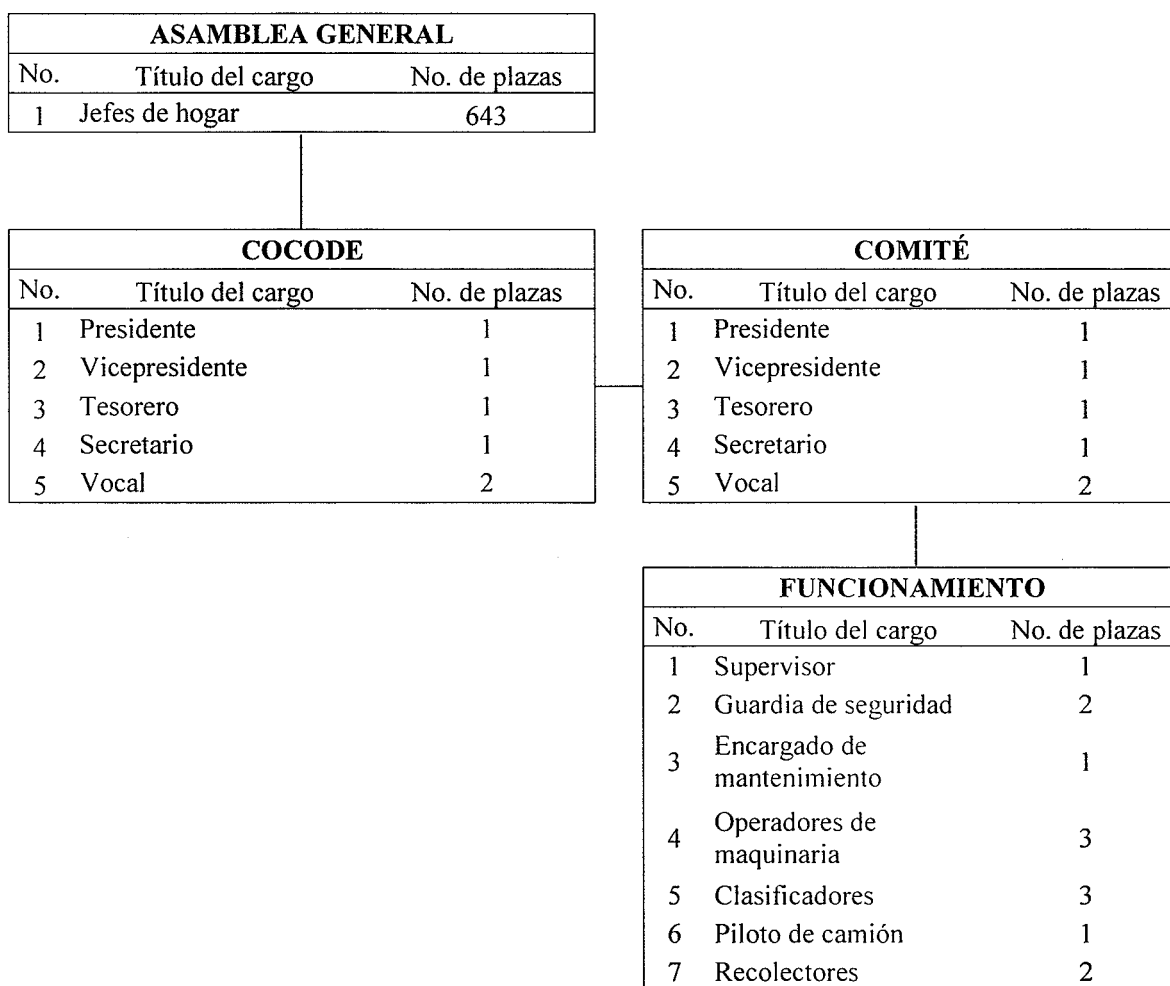 ASAMBLEA GENERAL
No. Título del cargo No. de plazas
1 Jefes de hogar 643
COCODE
No. Título del cargo No. de plazas
1 Presidente 1
2 Vicepresidente 1
3 Tesorero 1
4 Secretario 1
5 Vocal 2
COMITÉ
No. Título del cargo No. de plazas
1 Presidente 1
2 Vicepresidente 1
3 Tesorero 1
4 Secretario 1
5 Vocal 2
FUNCIONAMIENTO
No. Título del cargo No. de plazas
1 Supervisor 1
2 Guardia de seguridad 2
3 Encargado de
mantenimiento 1
4 Operadores de
maquinaria 3
5 Clasificadores 3
6 Piloto de camión 1
7 Recolectores 2